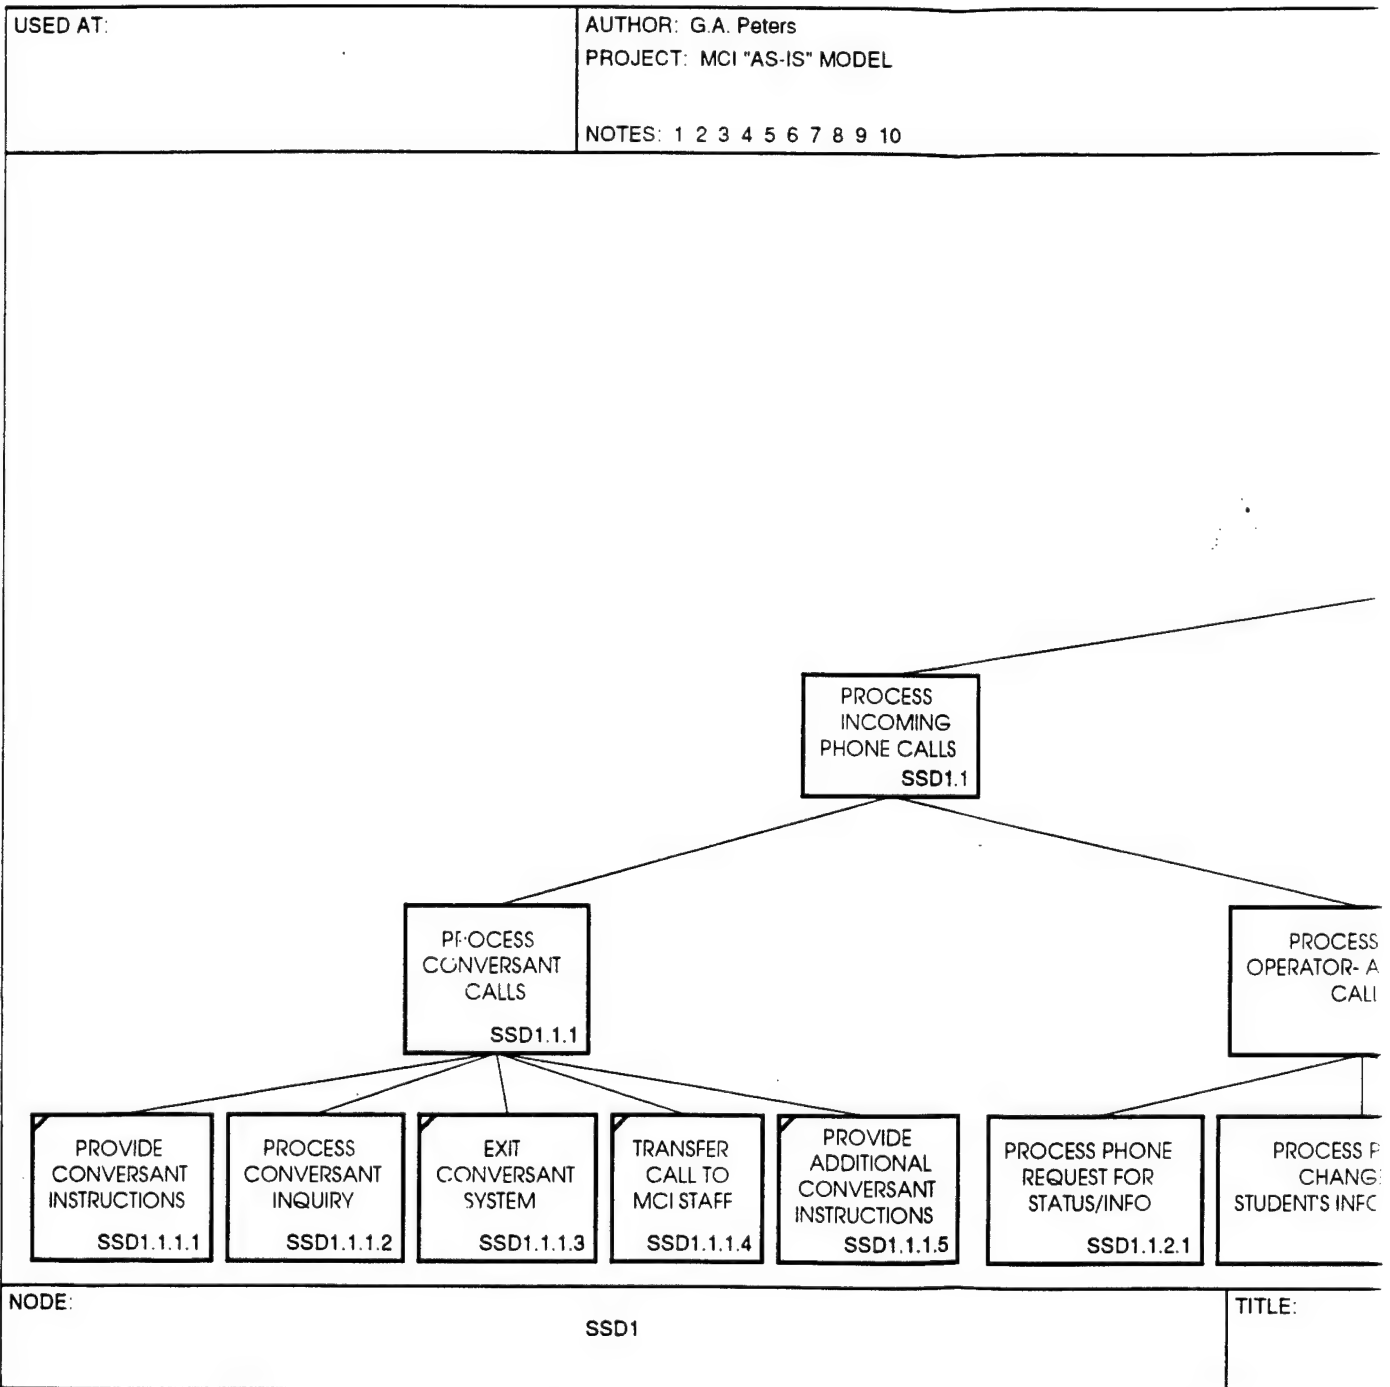 USED AT:
AUTHOR: G.A. Peters
PROJECT: MCI "AS-IS" MODEL
NOTES: 1 2 3 4 5 6 7 8 9 10
PROCESS
INCOMING
PHONE CALLS
SSD1.1
PROCESS
CONVERSANT
CALLS
SSD1.1.1
PROCESS
OPERATOR- A
PROVIDE
CONVERSANT
INSTRUCTIONS
SSD1.1.1.1
PROCESS
CONVERSANT
INQUIRY
SSD1.1.1.2
EXIT
CONVERSANT
SYSTEM
SSD1.1.1.3
TRANSFER
CALL TO
MCI STAFF
SSD1.1.1.4
PROVIDE
ADDITIONAL
CONVERSANT
INSTRUCTIONS
SSD1.1.1.5
PROCESS PHONE
REQUEST FOR
STATUS/INFO
SSD1.1.2.1
PROCESS
CHANG
STUDENT'S
NODE:
SSD1
TITLE: